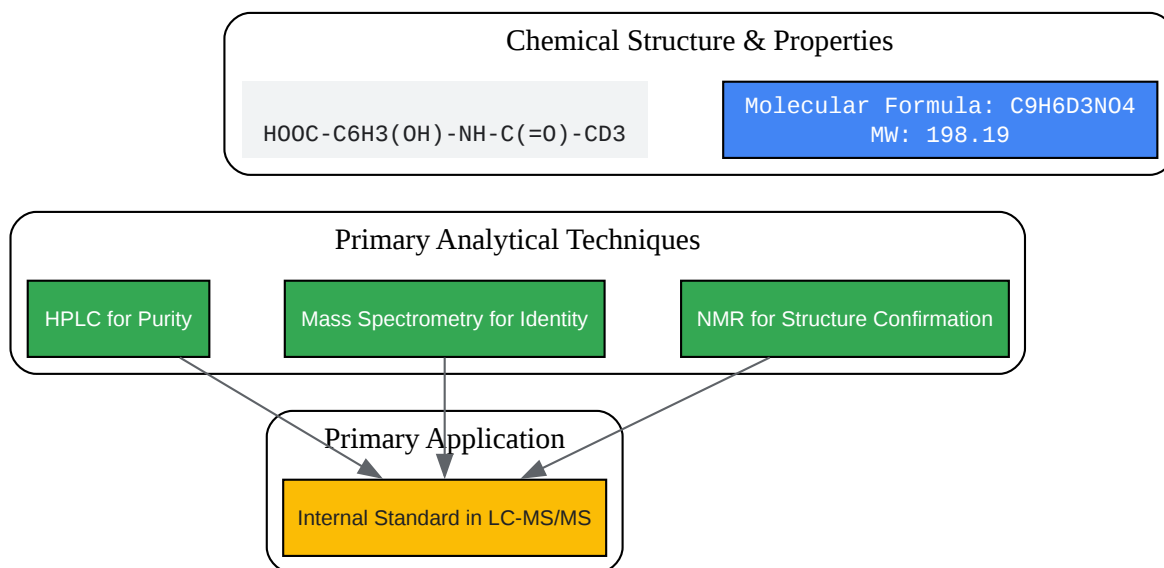 Chemical Structure & Properties
HOOC-C6H3(OH)-NH-C(=O)-CD3
Molecular Formula: C9H6D3NO4
MW: 198.19
Primary Analytical Techniques
HPLC for Purity
Mass Spectrometry for Identity
NMR for Structure Confirmation
Primary Application
Internal Standard in LC-MS/MS